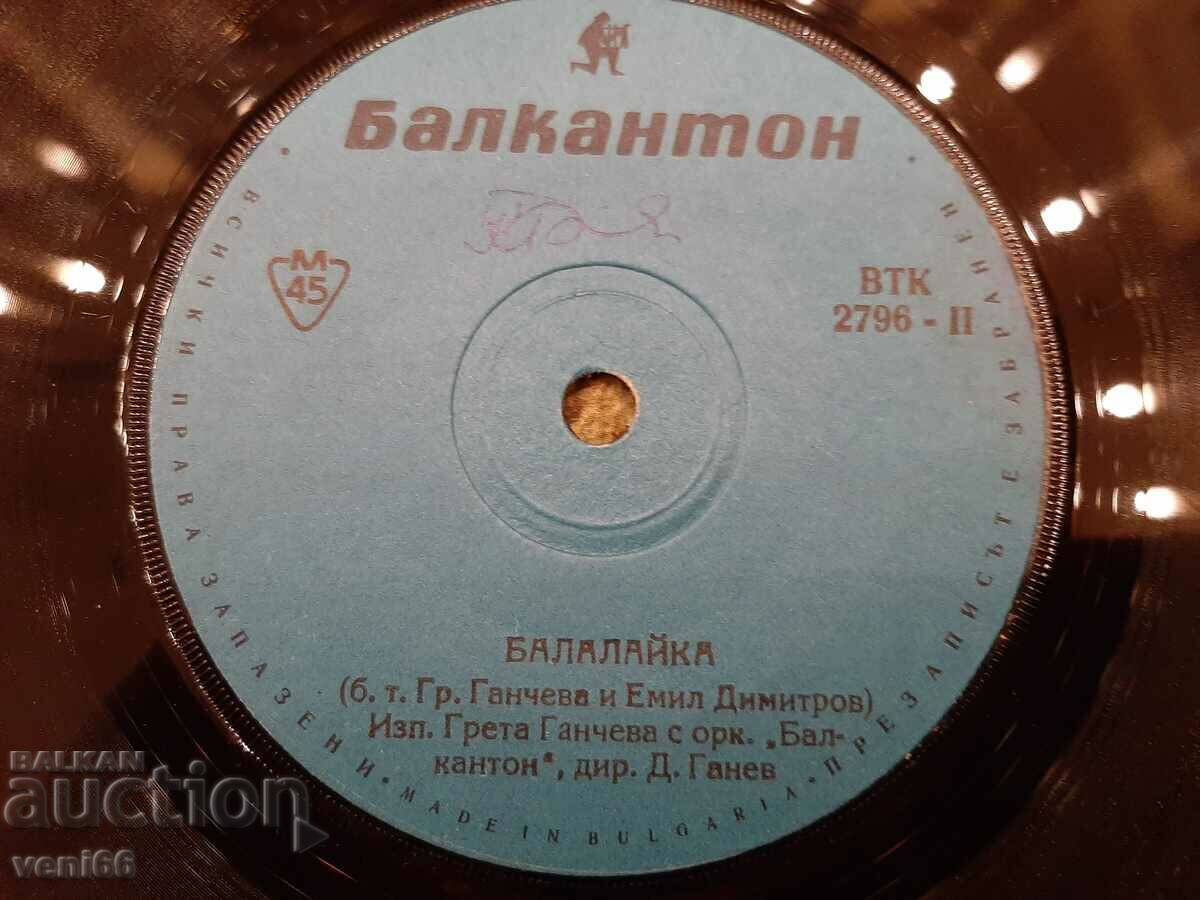 Балкантон
М
45
ВТК
2796 - II
БАЛАЛАЙКА
(б. т. Гр. Ганчева и Емил Димитров)
Изп. Грета Ганчева с орк. „Бал-
кантон“, дир. Д. Ганев
• ВСИЧКИ ПРАВА ЗАПАЗЕНИ • MADE IN BULGARIA • ПРЕЗАПИСЪТ Е ЗАБРАНЕН •
BALKAN
auction
veni66